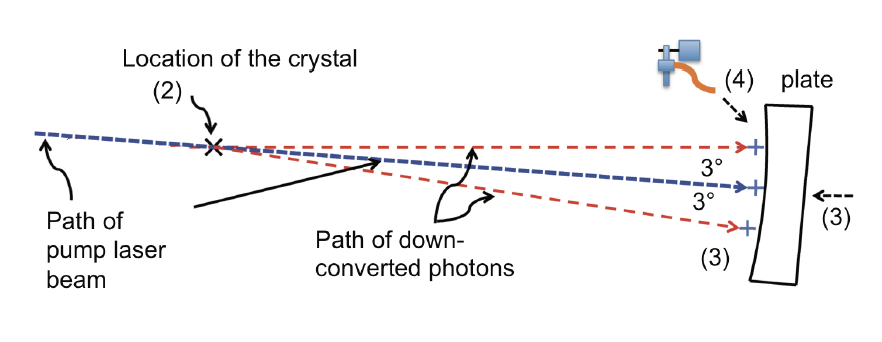 Location of the crystal
(2)
(4)
plate
3°
3°
(3)
Path of
pump laser
beam
Path of down-
converted photons
(3)